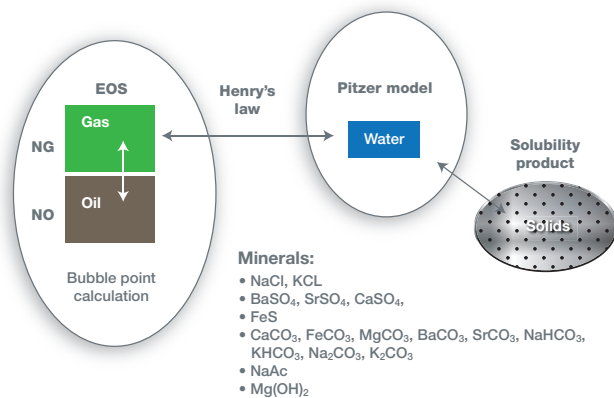 EOS
Gas
NG
NO
Oil
Bubble point
calculation
Henry's
law
Pitzer model
Water
Solubility
product
Solids
Minerals:
• NaCl, KCL
• BaSO₄, SrSO₄, CaSO₄,
• FeS
• CaCO₃, FeCO₃, MgCO₃, BaCO₃, SrCO₃, NaHCO₃,
KHCO₃, Na₂CO₃, K₂CO₃
• NaAc
• Mg(OH)₂